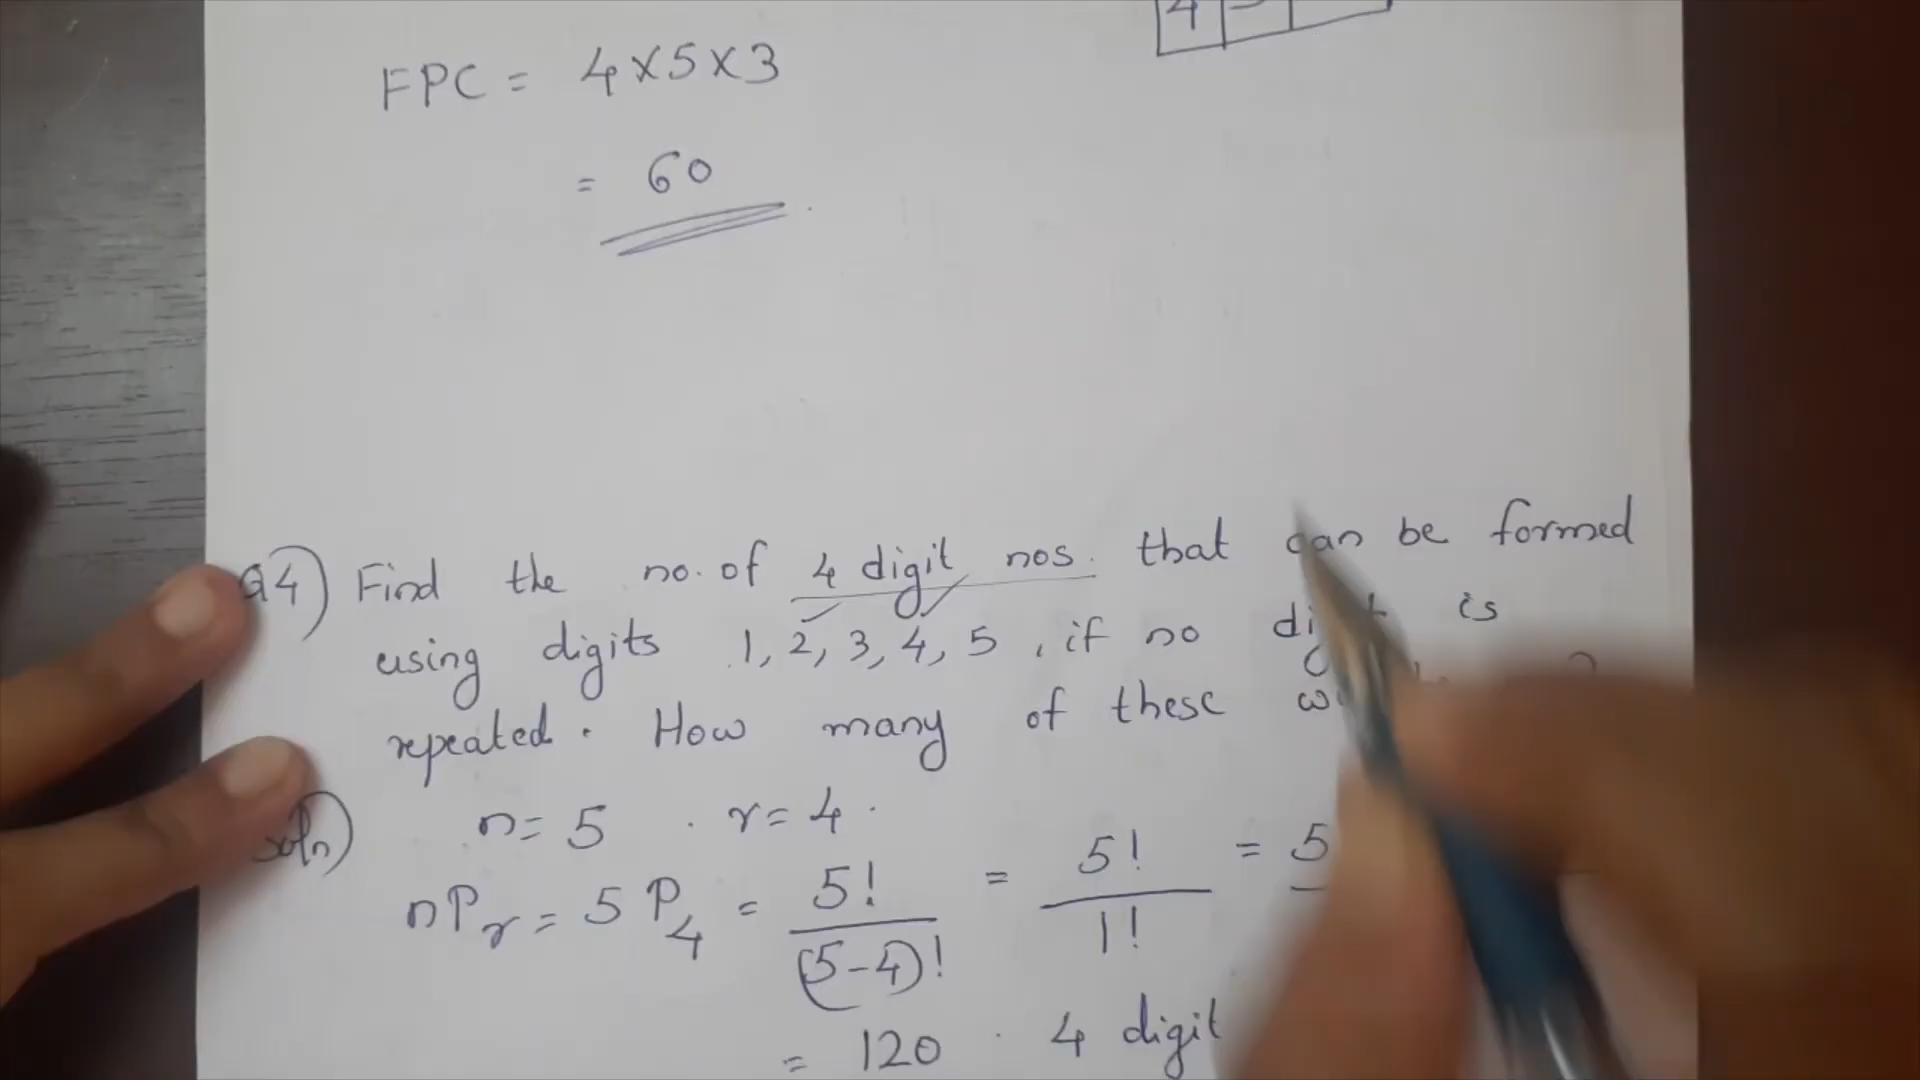 4
FPC = 4×5×3
= 60
Q4) Find the no. of 4 digit nos. that can be formed
using digits 1, 2, 3, 4, 5, if no is
repeated. How many of these
Soln) n = 5 . r = 4 .
nPr = 5P4 = 5!/(5-4)! = 5!/1! = 5
= 120 . 4 digit